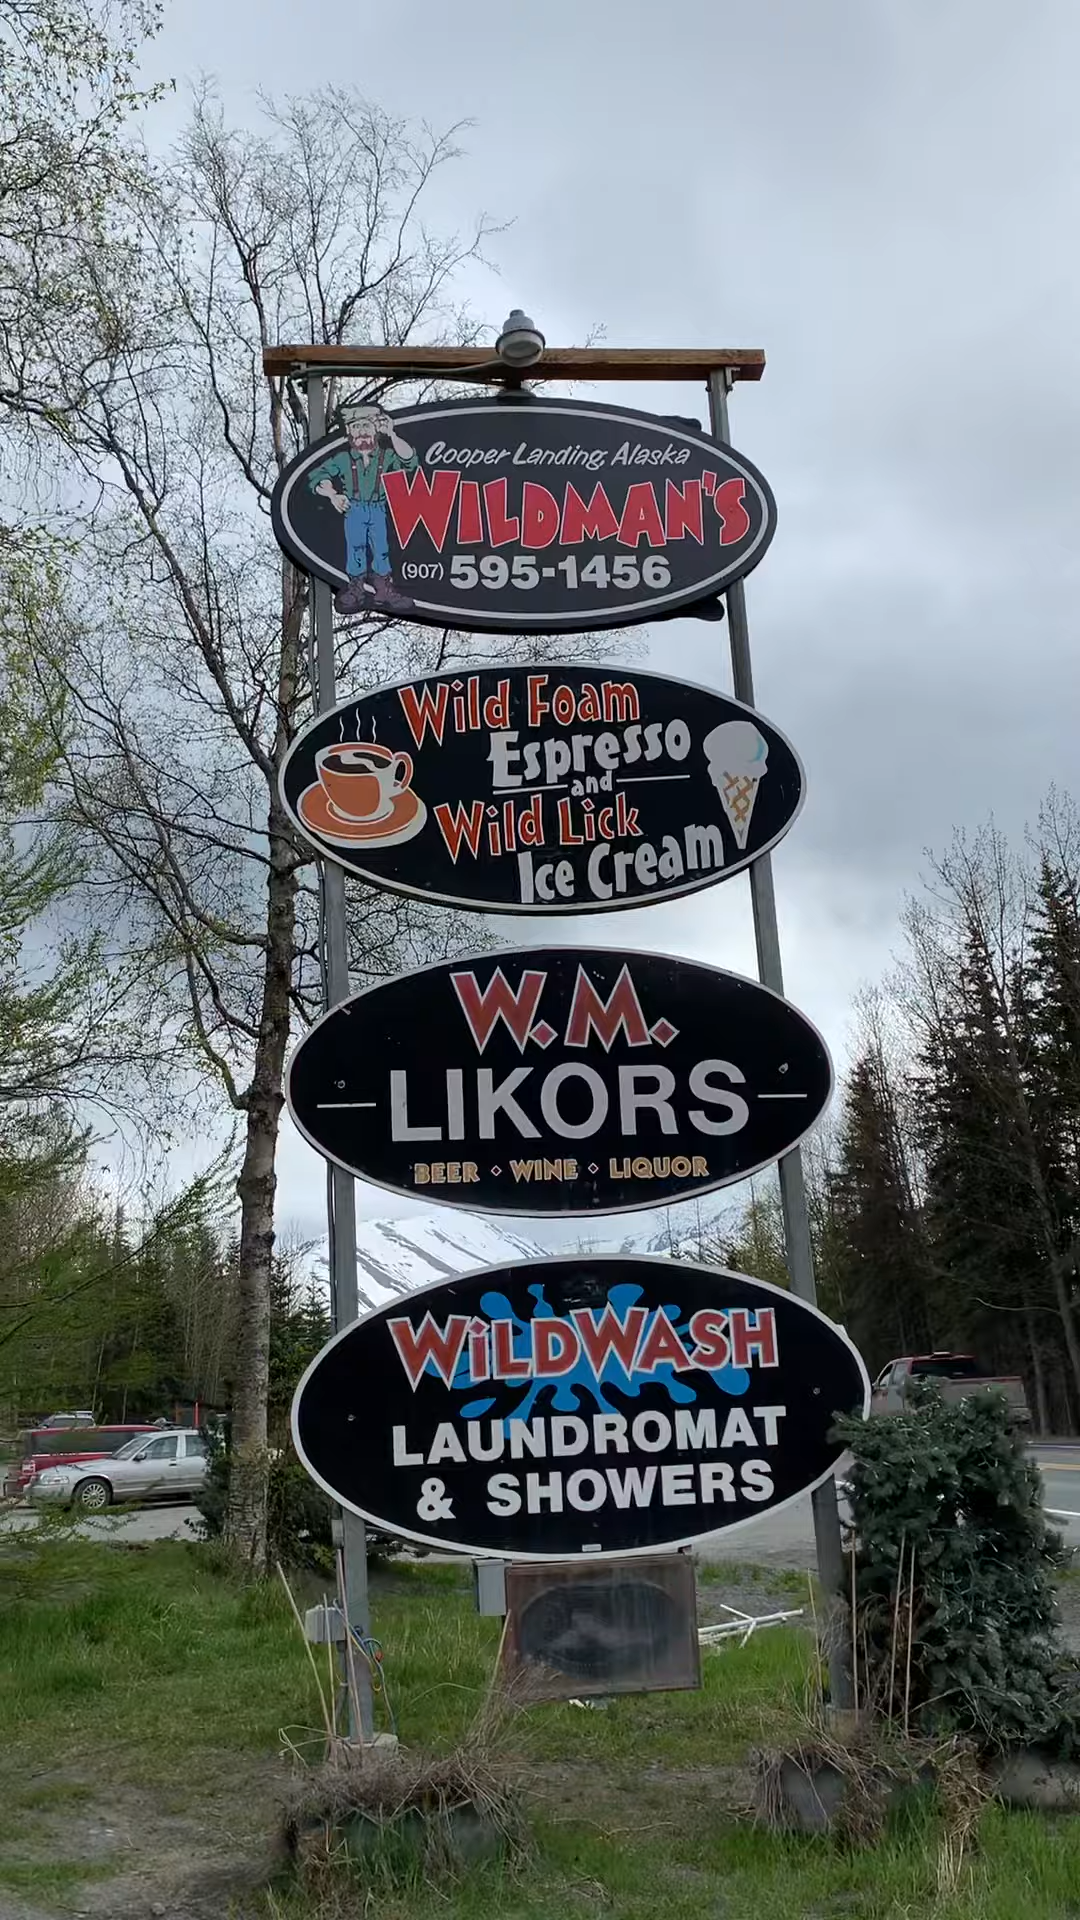 Cooper Landing, Alaska
WILDMAN'S
(907) 595-1456
Wild Foam
Espresso
and
Wild Lick
Ice Cream
W.M.
LIKORS
BEER ⋄ WINE ⋄ LIQUOR
WiLDWASH
LAUNDROMAT
& SHOWERS